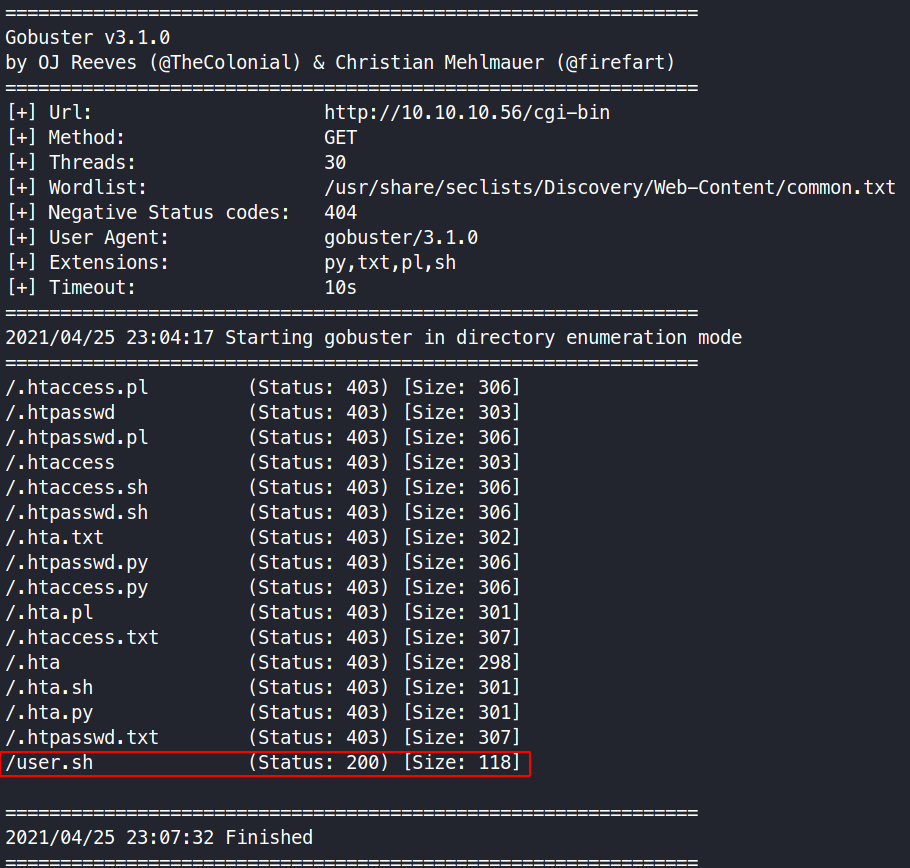 ===============================================================
Gobuster v3.1.0
by OJ Reeves (@TheColonial) & Christian Mehlmauer (@firefart)
===============================================================
[+] Url:                     http://10.10.10.56/cgi-bin
[+] Method:                  GET
[+] Threads:                 30
[+] Wordlist:                /usr/share/seclists/Discovery/Web-Content/common.txt
[+] Negative Status codes:   404
[+] User Agent:              gobuster/3.1.0
[+] Extensions:              py,txt,pl,sh
[+] Timeout:                 10s
===============================================================
2021/04/25 23:04:17 Starting gobuster in directory enumeration mode
===============================================================
/.htaccess.pl         (Status: 403) [Size: 306]
/.htpasswd            (Status: 403) [Size: 303]
/.htpasswd.pl         (Status: 403) [Size: 306]
/.htaccess            (Status: 403) [Size: 303]
/.htaccess.sh         (Status: 403) [Size: 306]
/.htpasswd.sh         (Status: 403) [Size: 306]
/.hta.txt             (Status: 403) [Size: 302]
/.htpasswd.py         (Status: 403) [Size: 306]
/.htaccess.py         (Status: 403) [Size: 306]
/.hta.pl              (Status: 403) [Size: 301]
/.htaccess.txt        (Status: 403) [Size: 307]
/.hta                 (Status: 403) [Size: 298]
/.hta.sh              (Status: 403) [Size: 301]
/.hta.py              (Status: 403) [Size: 301]
/.htpasswd.txt        (Status: 403) [Size: 307]
/user.sh              (Status: 200) [Size: 118]
===============================================================
2021/04/25 23:07:32 Finished
===============================================================